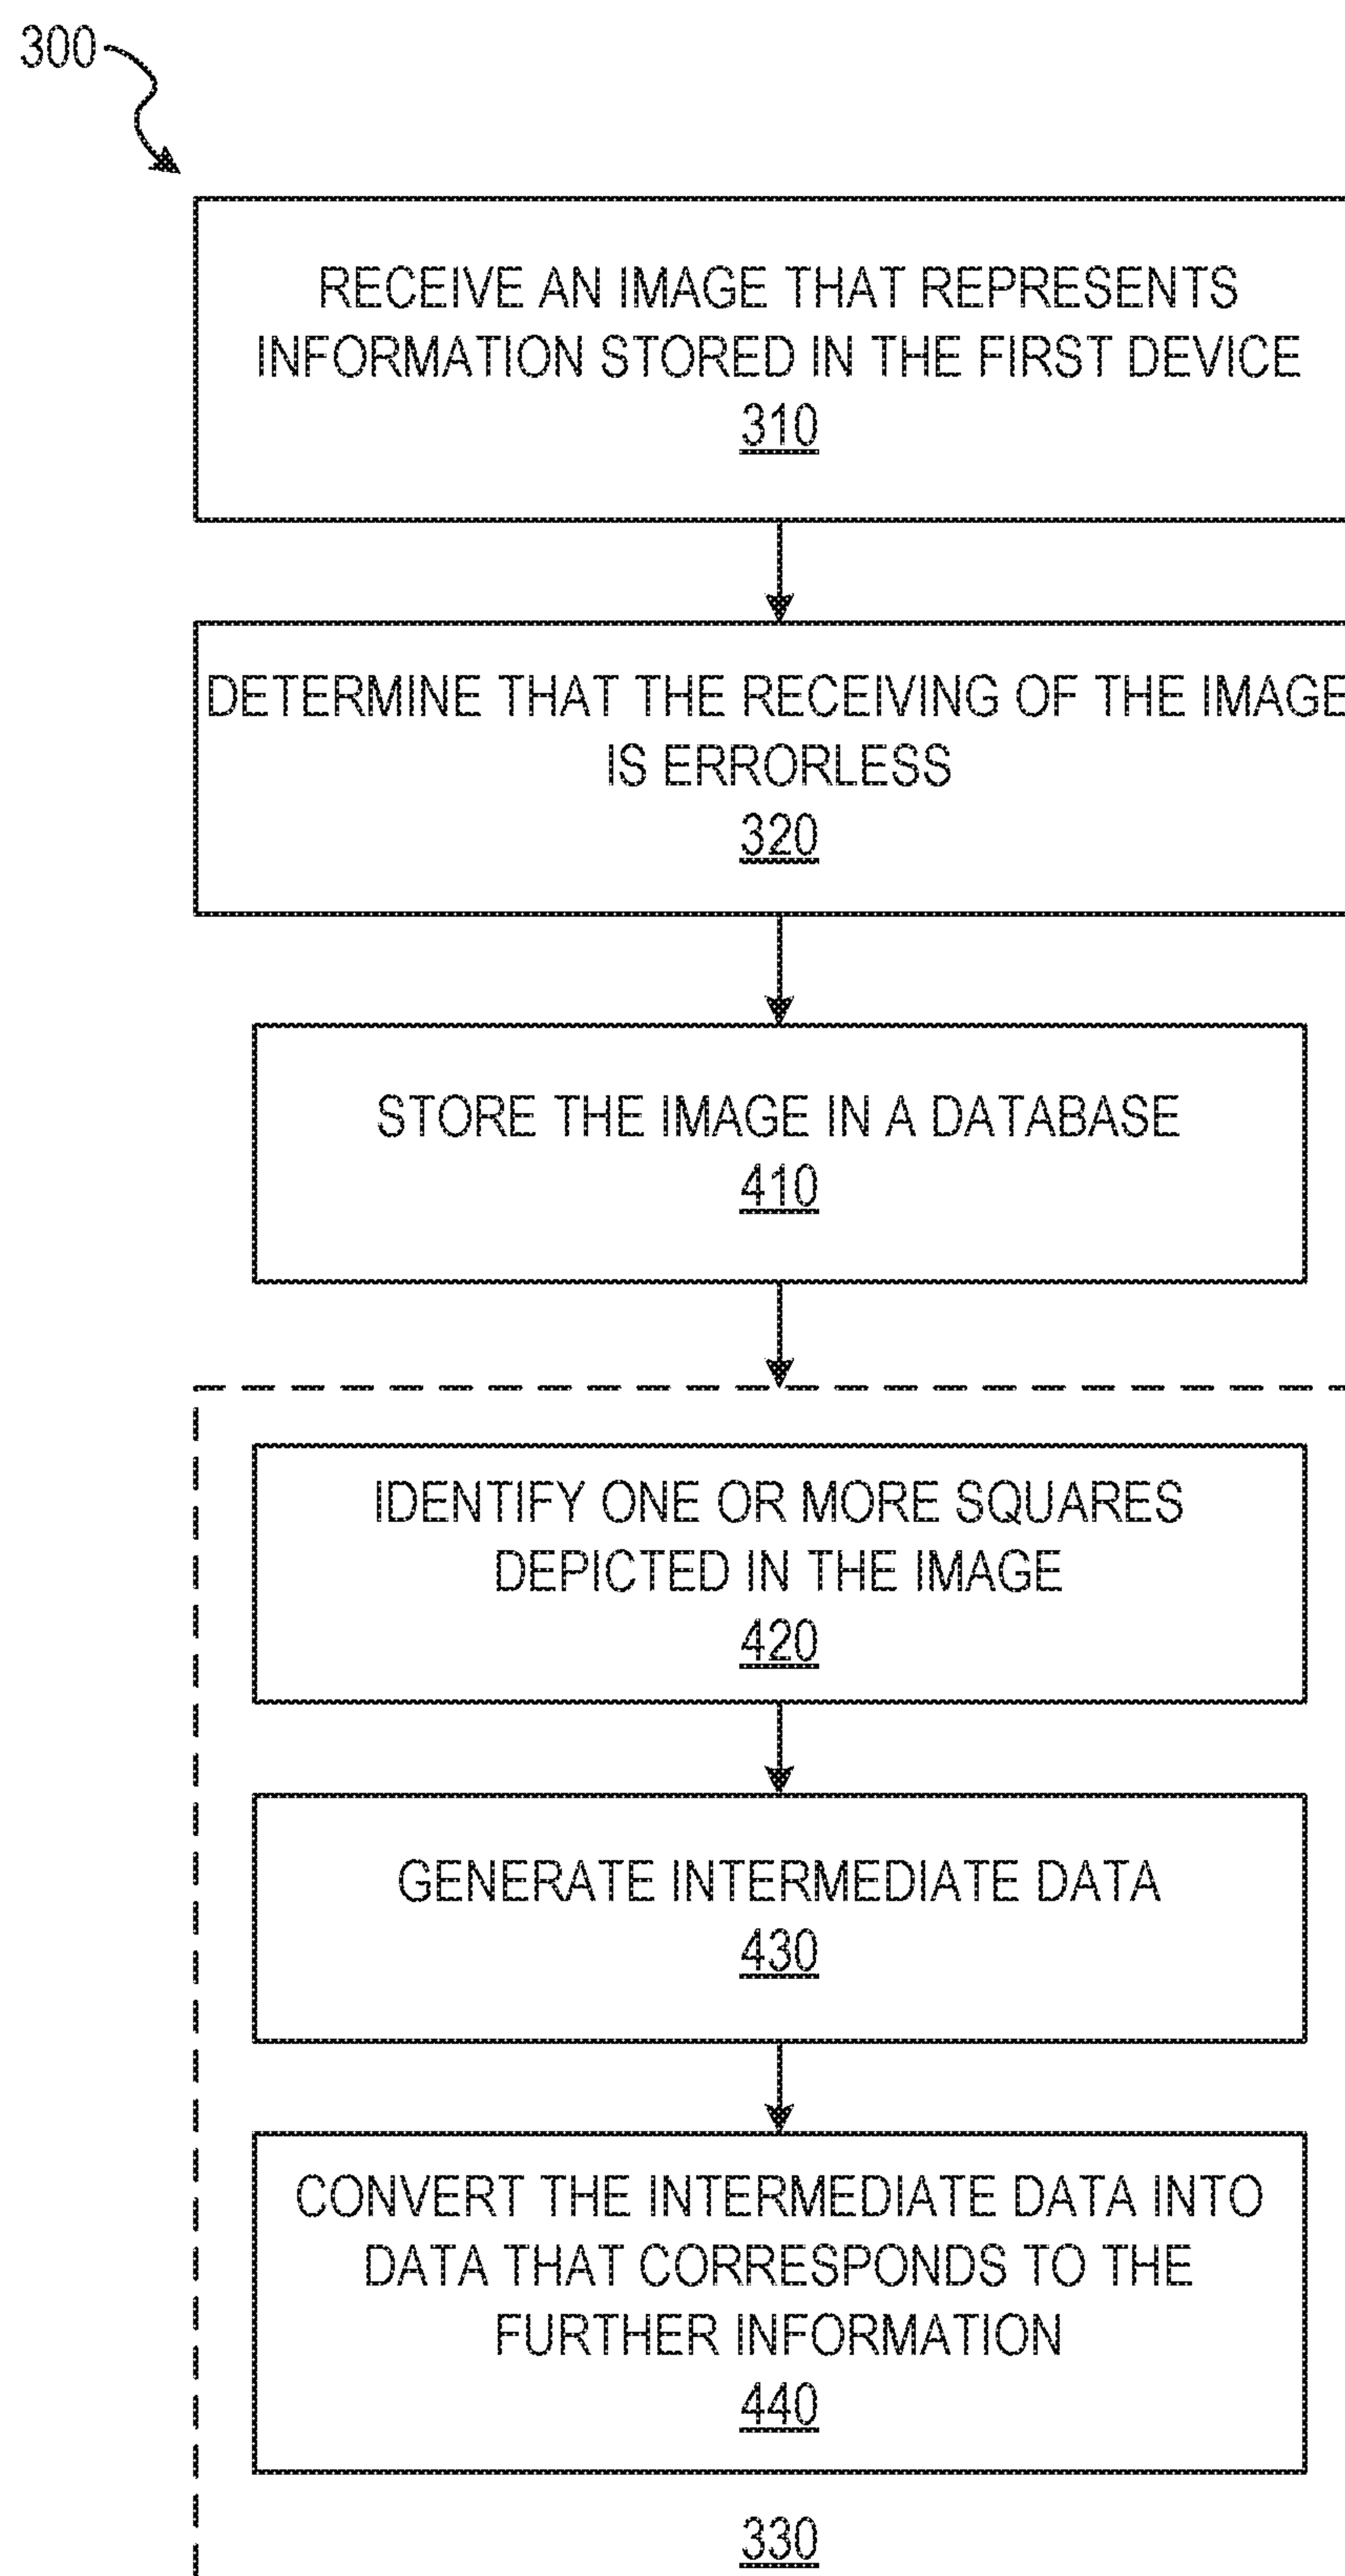 300
RECEIVE AN IMAGE THAT REPRESENTS
INFORMATION STORED IN THE FIRST DEVICE
310
DETERMINE THAT THE RECEIVING OF THE IMAGE
IS ERRORLESS
320
STORE THE IMAGE IN A DATABASE
410
IDENTIFY ONE OR MORE SQUARES
DEPICTED IN THE IMAGE
420
GENERATE INTERMEDIATE DATA
430
CONVERT THE INTERMEDIATE DATA INTO
DATA THAT CORRESPONDS TO THE
FURTHER INFORMATION
440
330